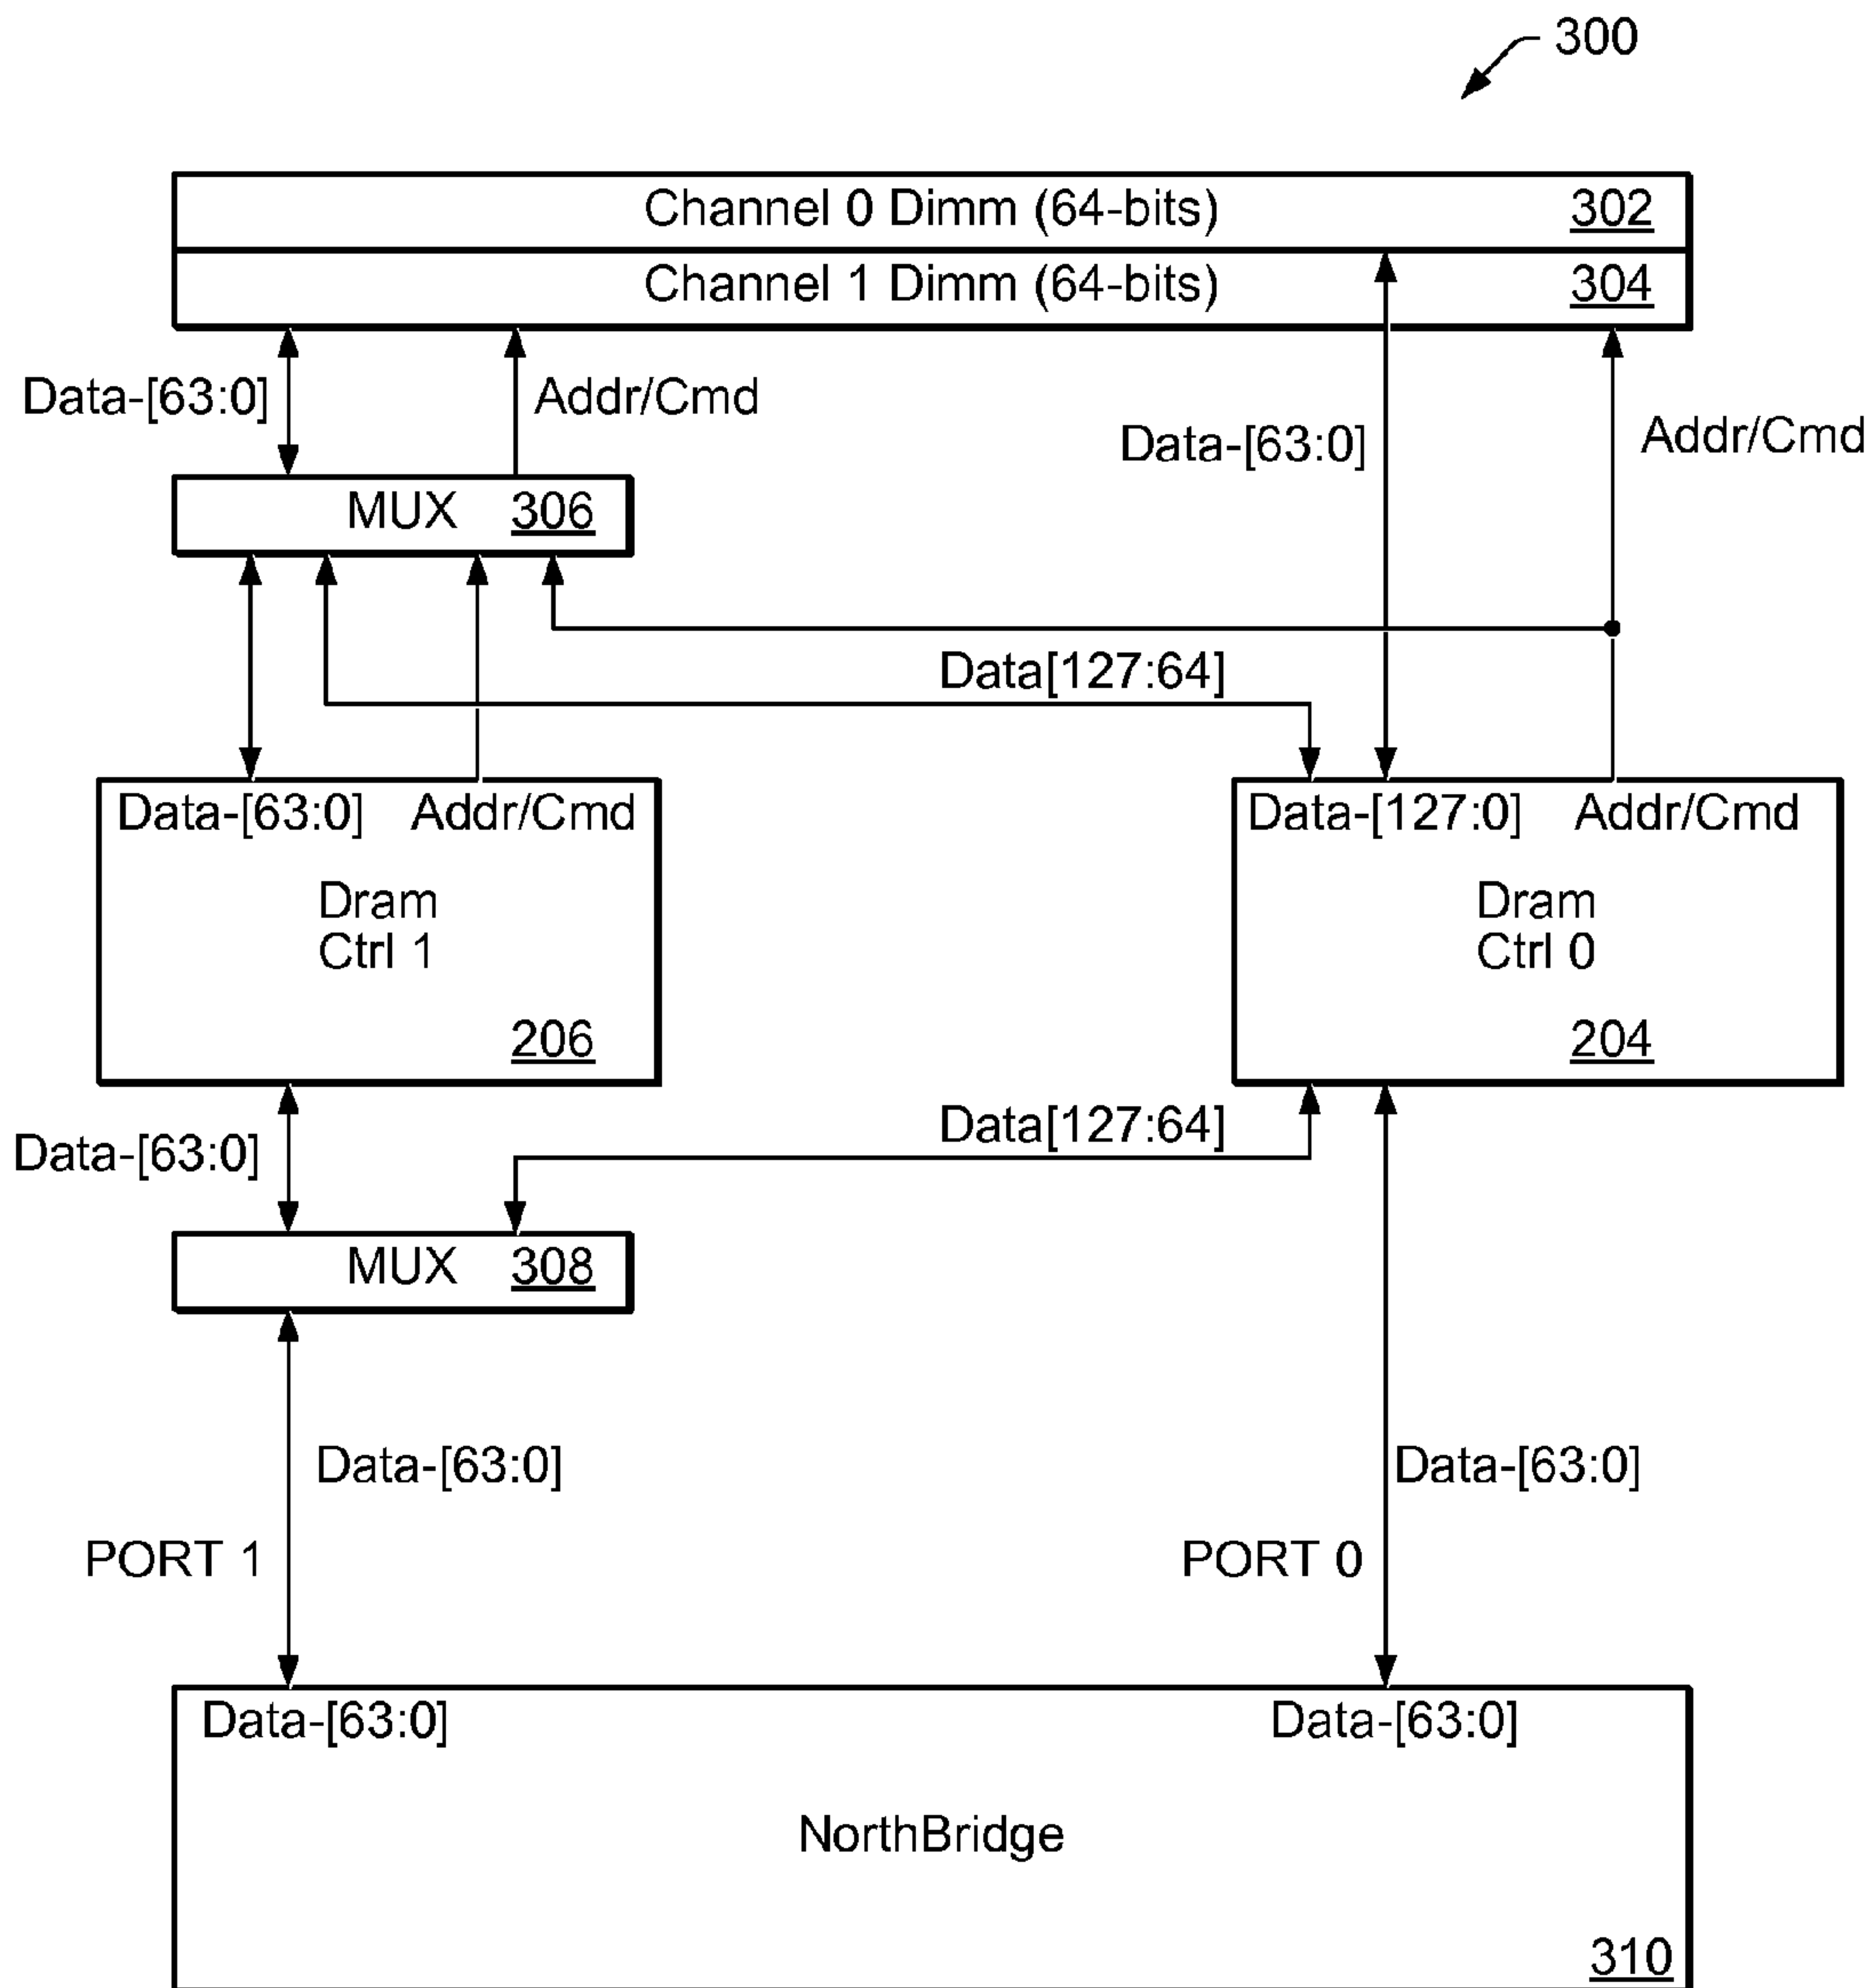 300
Channel 0 Dimm (64-bits) 302
Channel 1 Dimm (64-bits) 304
Data-[63:0] Addr/Cmd Data-[63:0] Addr/Cmd
MUX 306
Data[127:64]
Data-[63:0] Addr/Cmd
Dram
Ctrl 1
206
Data-[127:0] Addr/Cmd
Dram
Ctrl 0
204
Data[127:64]
Data-[63:0]
MUX 308
Data-[63:0] Data-[63:0]
PORT 1 PORT 0
Data-[63:0] Data-[63:0]
NorthBridge
310